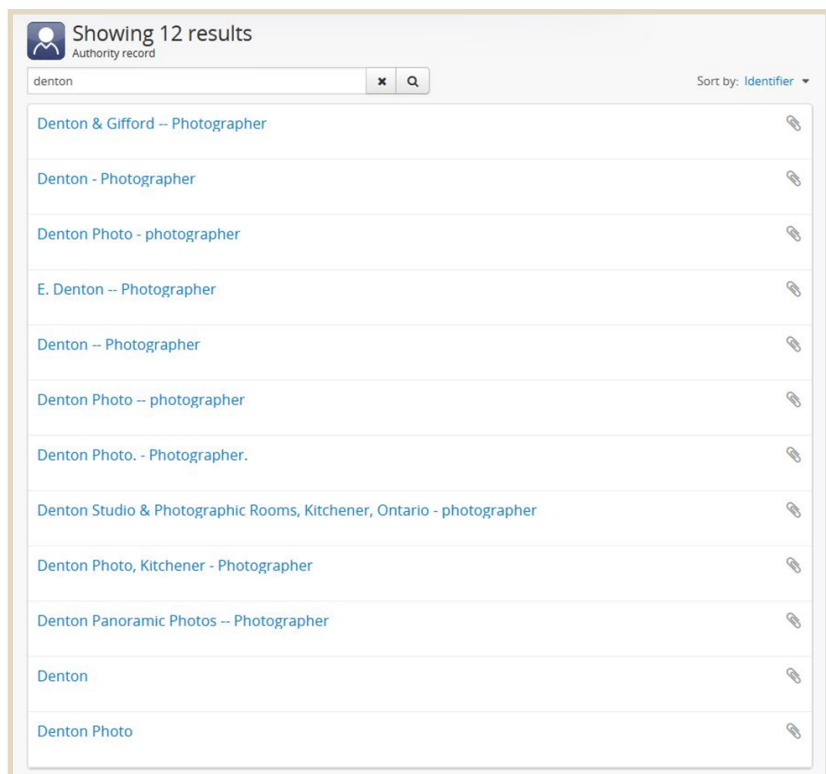 Showing 12 results
Authority record
denton
Sort by: Identifier
Denton & Gifford -- Photographer
Denton - Photographer
Denton Photo - photographer
E. Denton -- Photographer
Denton -- Photographer
Denton Photo -- photographer
Denton Photo. - Photographer.
Denton Studio & Photographic Rooms, Kitchener, Ontario - photographer
Denton Photo, Kitchener - Photographer
Denton Panoramic Photos -- Photographer
Denton
Denton Photo